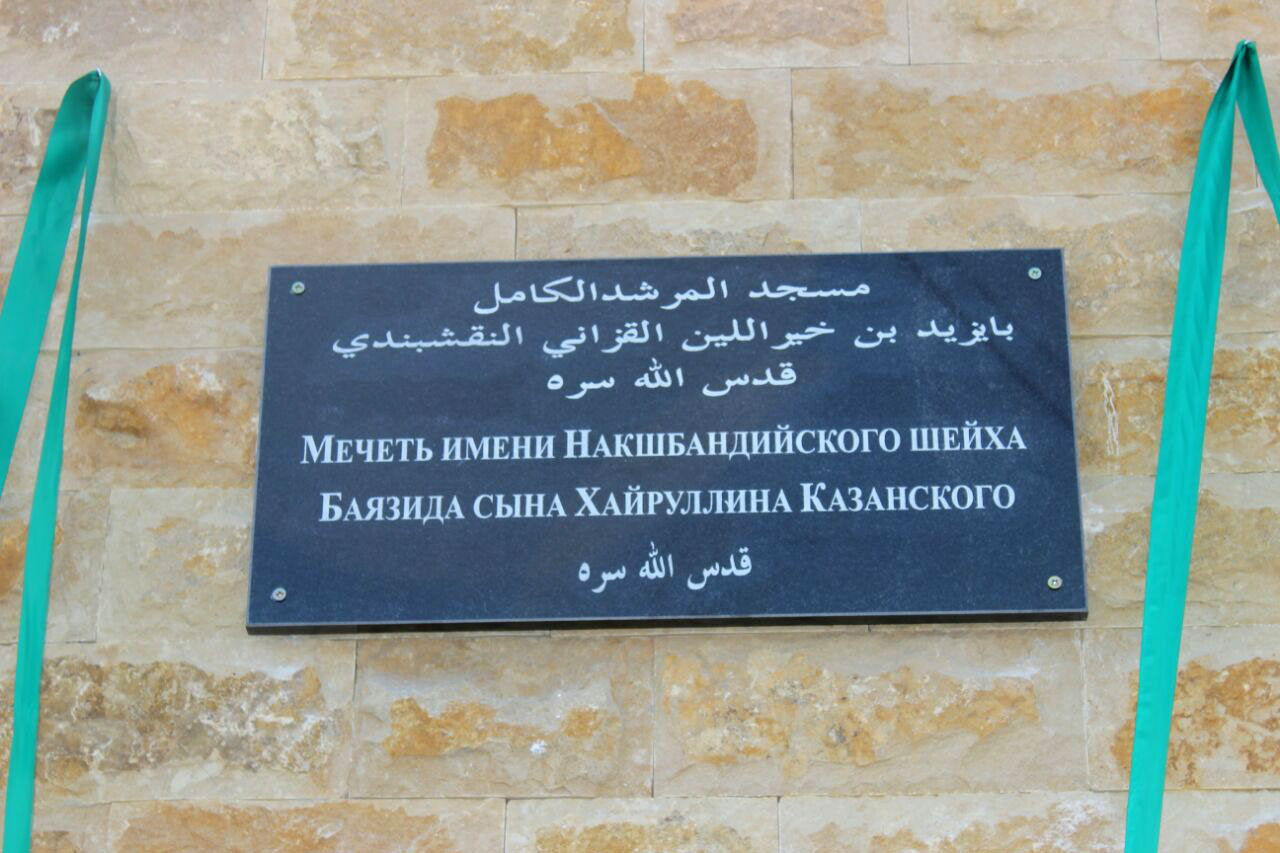 مسجد المرشدالكامل
بايزيد بن خيراللين القزاني النقشبندي
قدس الله سره
Мечеть имени Накшбандийского шейха
Баязида сына Хайруллина Казанского
قدس الله سره